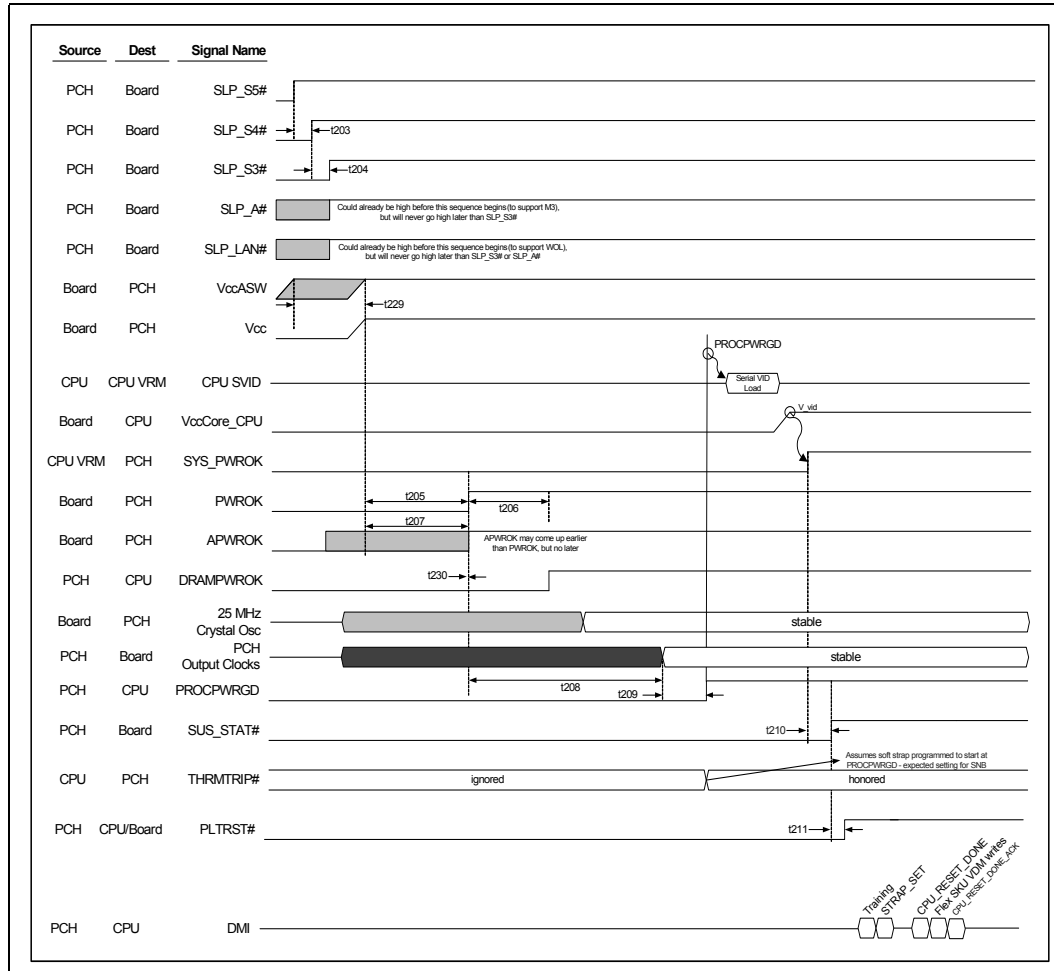 Source Dest Signal Name
PCH Board SLP_S5#
PCH Board SLP_S4#
t203
PCH Board SLP_S3#
t204
PCH Board SLP_A#
Could already be high before this sequence begins (to support M3),
but will never go high later than SLP_S3#
PCH Board SLP_LAN#
Could already be high before this sequence begins (to support WOL),
but will never go high later than SLP_S3# or SLP_A#
Board PCH VccASW
t229
Board PCH Vcc
PROCPWRGD
CPU CPU VRM CPU SVID
Serial VID
Load
Board CPU VccCore_CPU
V_vid
CPU VRM PCH SYS_PWROK
Board PCH PWROK
t205
t206
t207
Board PCH APWROK
APWROK may come up earlier
than PWROK, but no later
PCH CPU DRAMPWROK
t230
Board PCH 25 MHz
Crystal Osc
stable
PCH Board PCH
Output Clocks
stable
PCH CPU PROCPWRGD
t208
t209
PCH Board SUS_STAT#
t210
Assumes soft strap programmed to start at
PROCPWRGD - expected setting for SNB
CPU PCH THRMTRIP#
ignored
honored
PCH CPU/Board PLTRST#
t211
Training
STRAP_SET
CPU_RESET_DONE
Flex SKU VDM writes
CPU_RESET_DONE_ACK
PCH CPU DMI